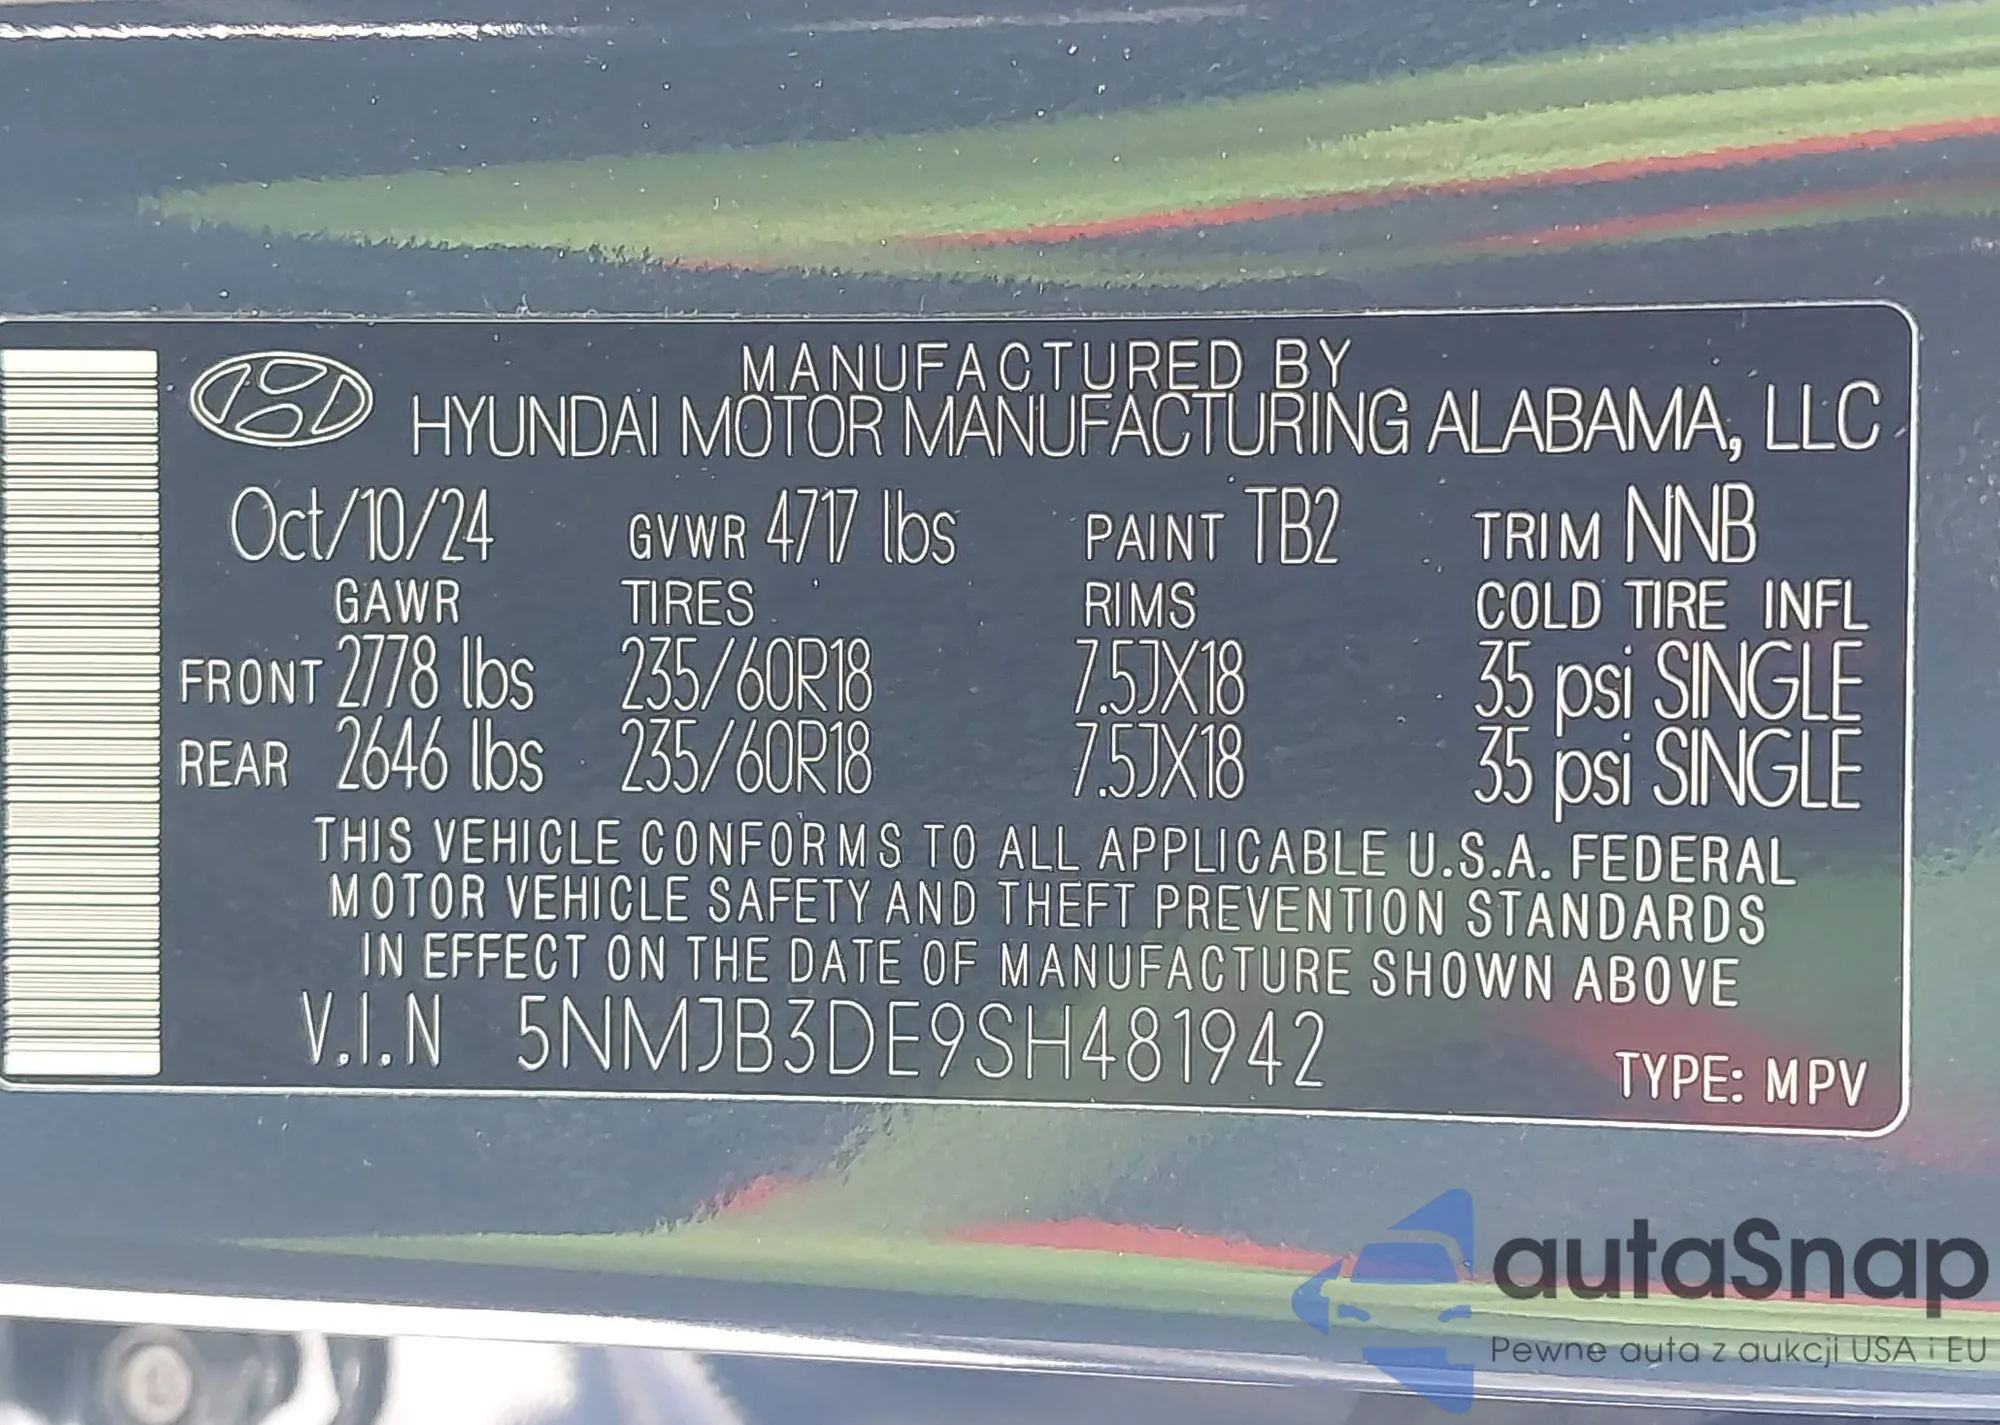 MANUFACTURED BY
HYUNDAI MOTOR MANUFACTURING ALABAMA, LLC
Oct/10/24 GVWR 4717 lbs PAINT TB2 TRIM NNB
GAWR TIRES RIMS COLD TIRE INFL
FRONT 2778 lbs 235/60R18 7.5JX18 35 psi SINGLE
REAR 2646 lbs 235/60R18 7.5JX18 35 psi SINGLE
THIS VEHICLE CONFORMS TO ALL APPLICABLE U.S.A. FEDERAL
MOTOR VEHICLE SAFETY AND THEFT PREVENTION STANDARDS
IN EFFECT ON THE DATE OF MANUFACTURE SHOWN ABOVE
V.I.N 5NMJB3DE9SH481942
TYPE: MPV
autaSnap
Pewne auta z aukcji USA i EU